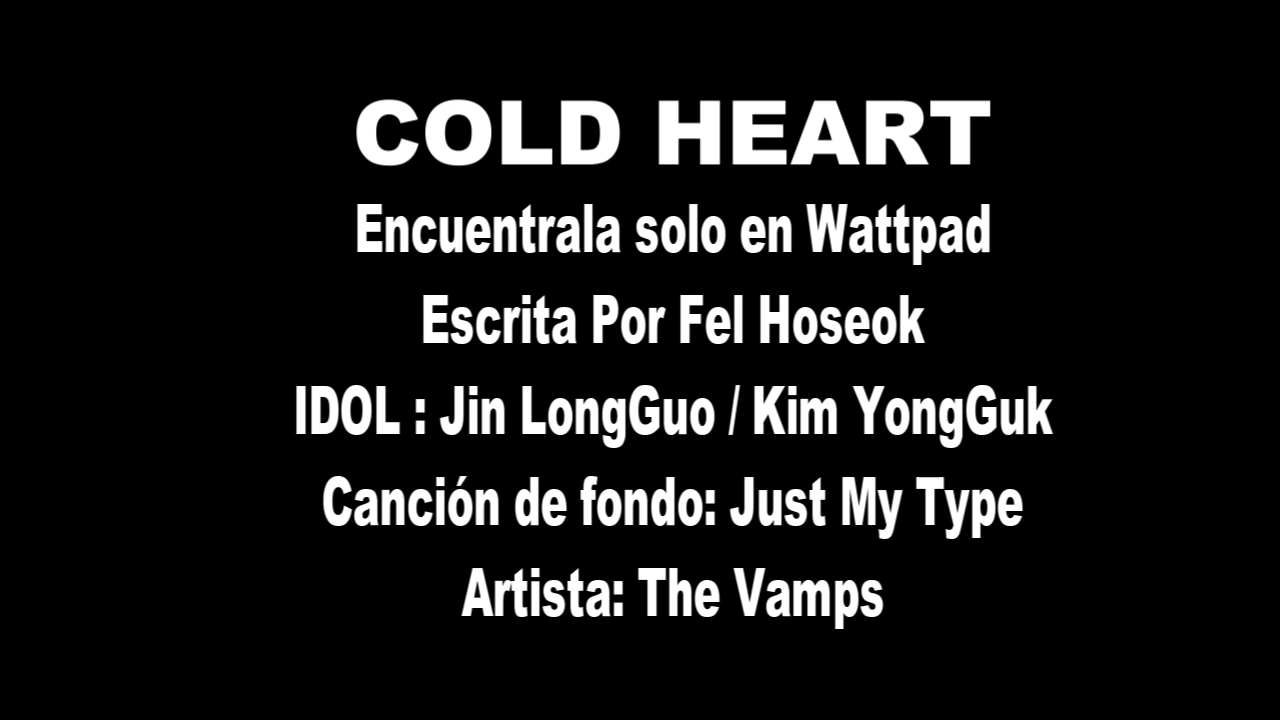 COLD HEART
Encuentrala solo en Wattpad
Escrita Por Fel Hoseok
IDOL : Jin LongGuo / Kim YongGuk
Canción de fondo: Just My Type
Artista: The Vamps